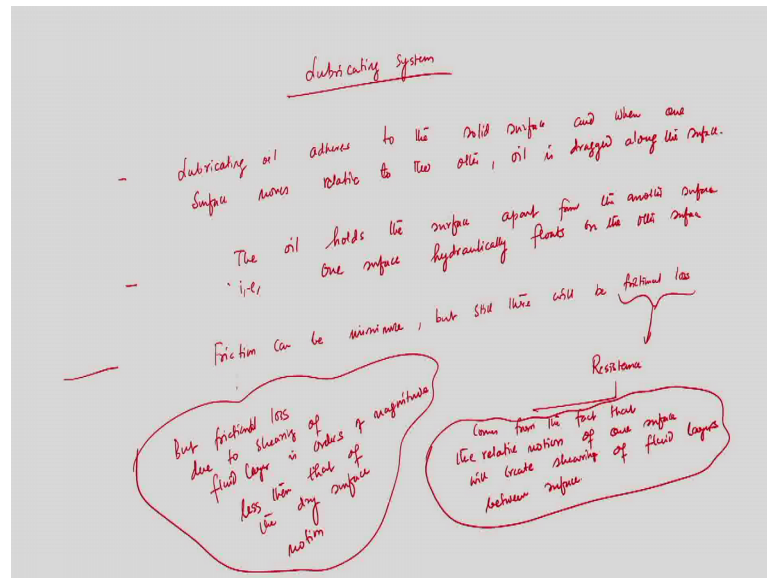 Lubricating System
- Lubricating oil adheres to the solid surface and when one
Surface moves relative to the other, oil is dragged along the surface.
The oil holds the surface apart from the another surface
- i,-e, one surface hydraulically floats on the other surface
- Friction can be minimure, but still there will be frictional loss
Resistance
But frictional loss
due to shearing of
fluid layer is orders of magnitude
less then that of
the dry surface
motion
Comes from the fact that
the relative motion of one surface
will create shearing of fluid layers
between surface.